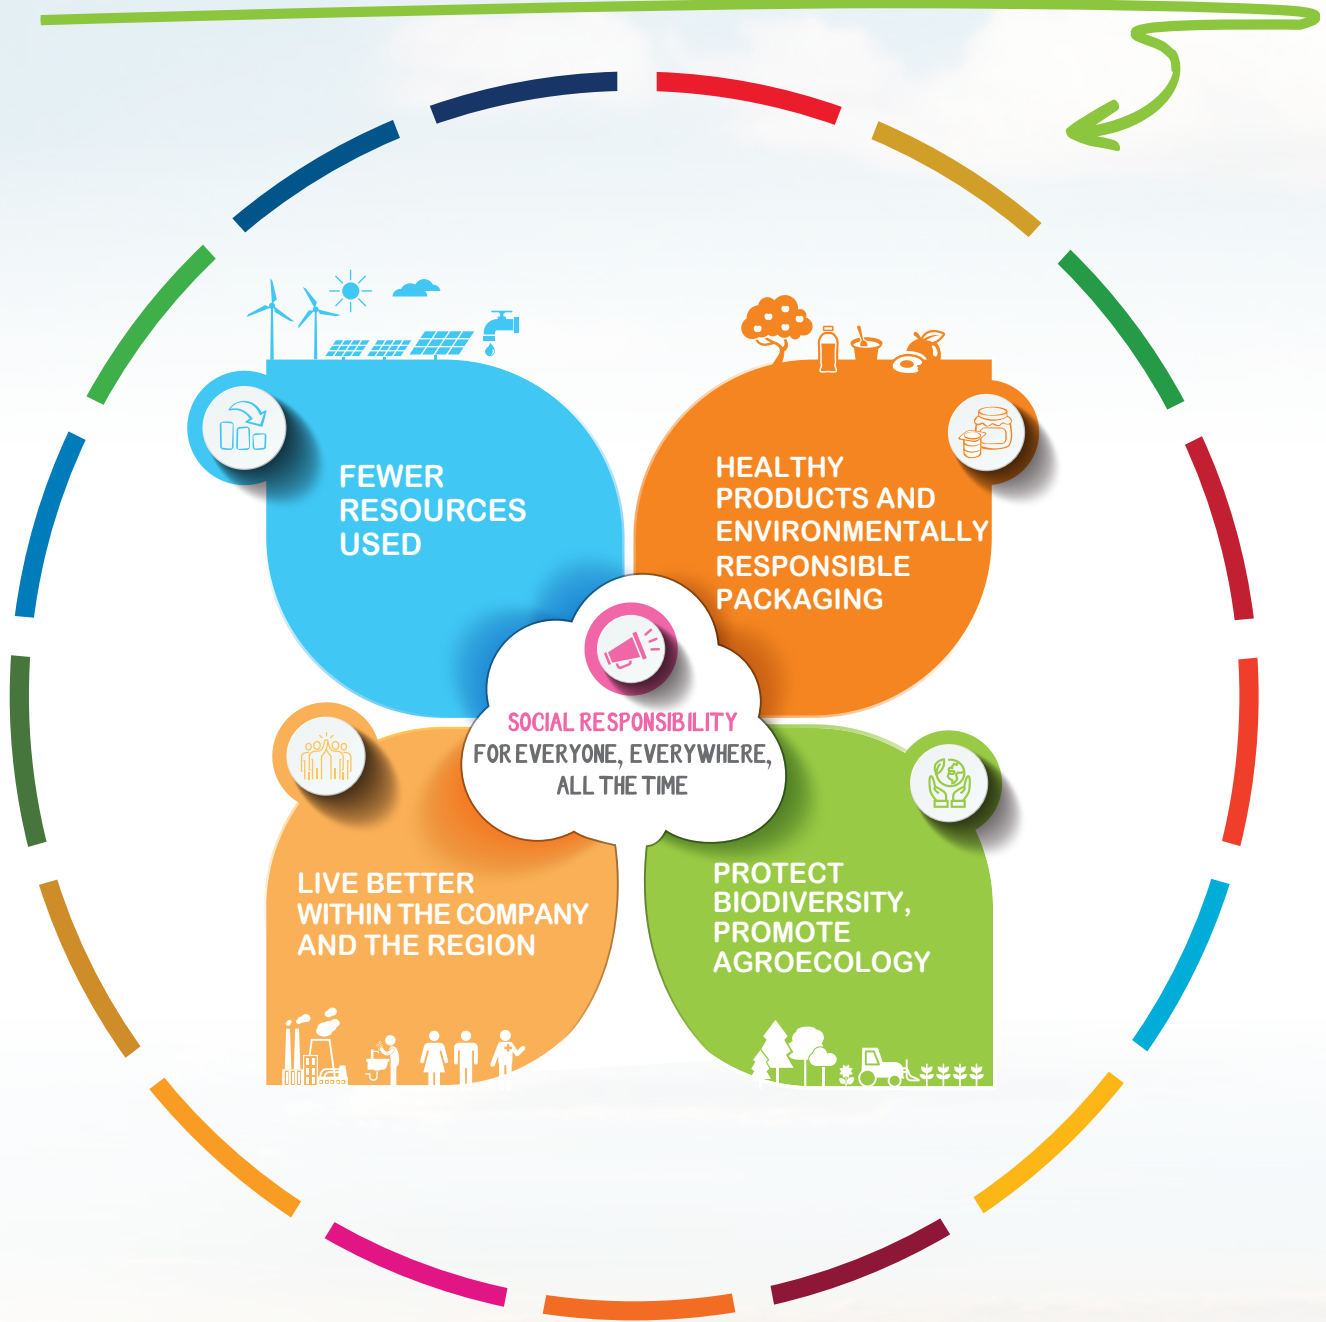 FEWER
RESOURCES
USED
HEALTHY
PRODUCTS AND
ENVIRONMENTALLY
RESPONSIBLE
PACKAGING
SOCIAL RESPONSIBILITY
FOR EVERYONE, EVERYWHERE,
ALL THE TIME
LIVE BETTER
WITHIN THE COMPANY
AND THE REGION
PROTECT
BIODIVERSITY,
PROMOTE
AGROECOLOGY